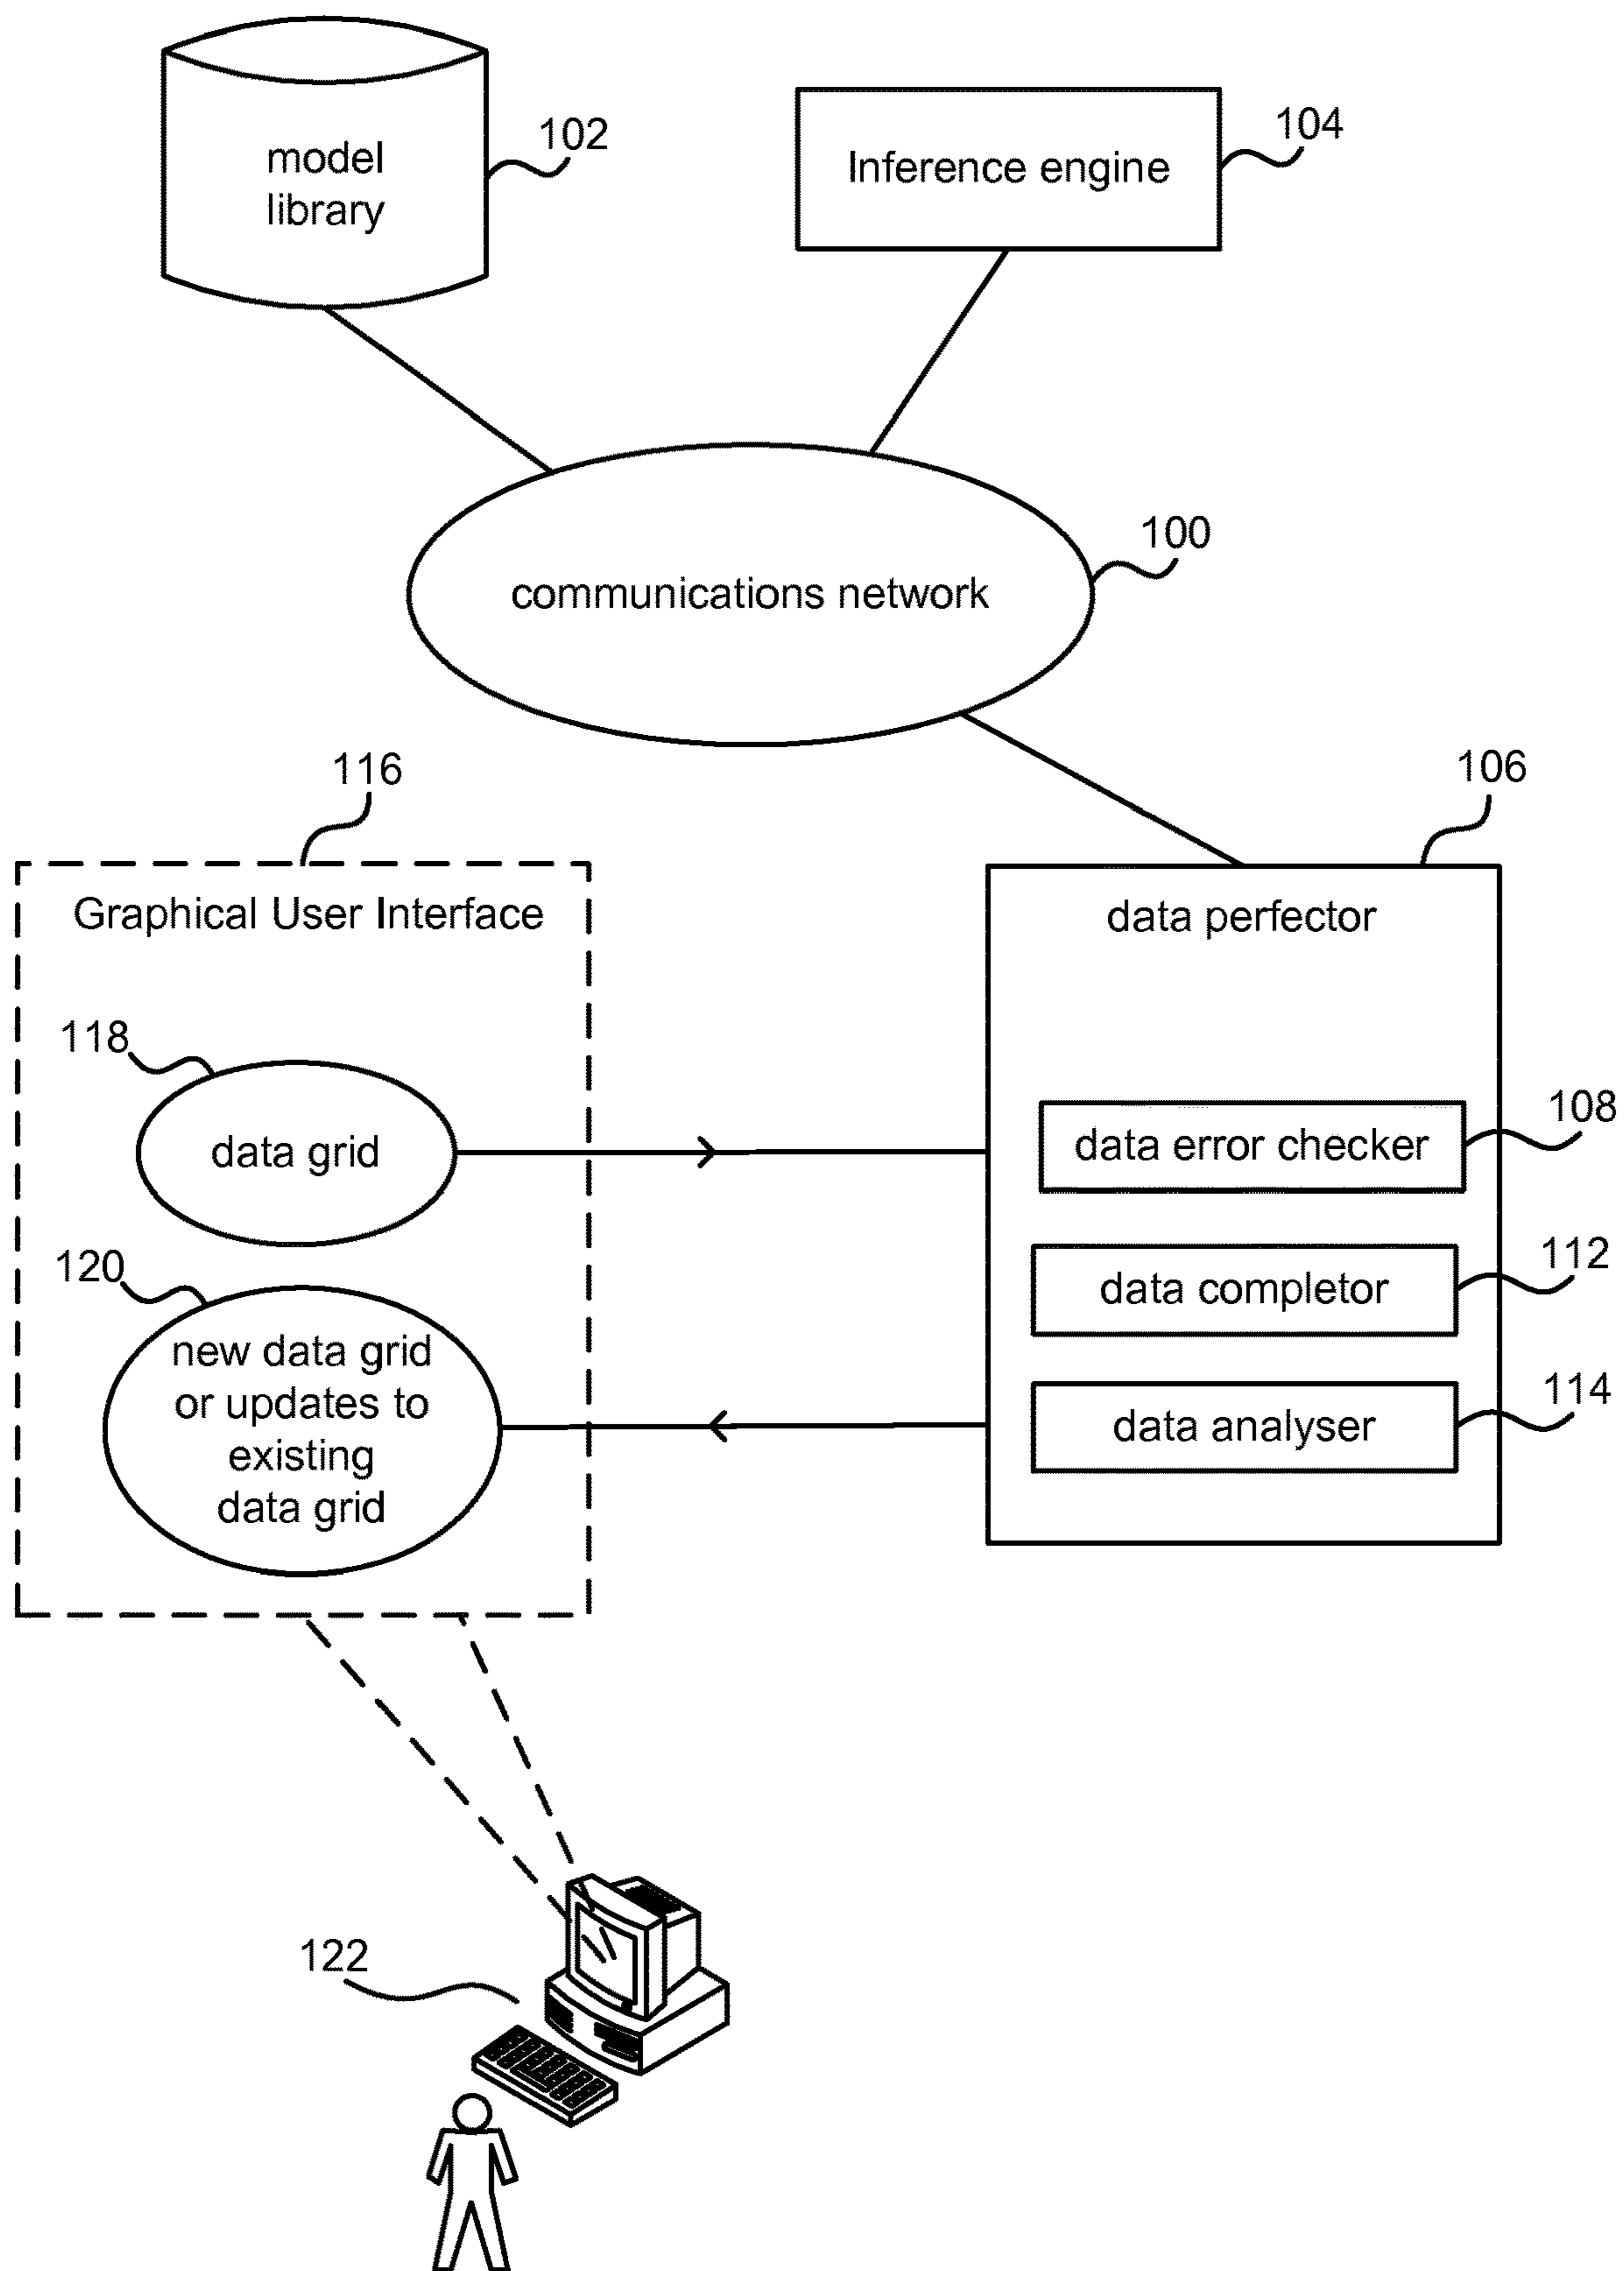 model
library
102
Inference engine
104
communications network
100
116
106
Graphical User Interface
data perfector
118
data grid
data error checker
108
120
new data grid
or updates to
existing
data grid
data completor
112
data analyser
114
122